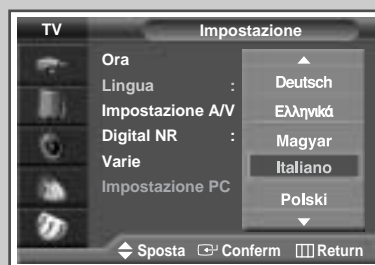 TV Impostazione
Ora
Lingua :
Impostazione A/V
Digital NR :
Varie
Impostazione PC
Deutsch
Ελληνικά
Magyar
Italiano
Polski
Sposta Conferm Return